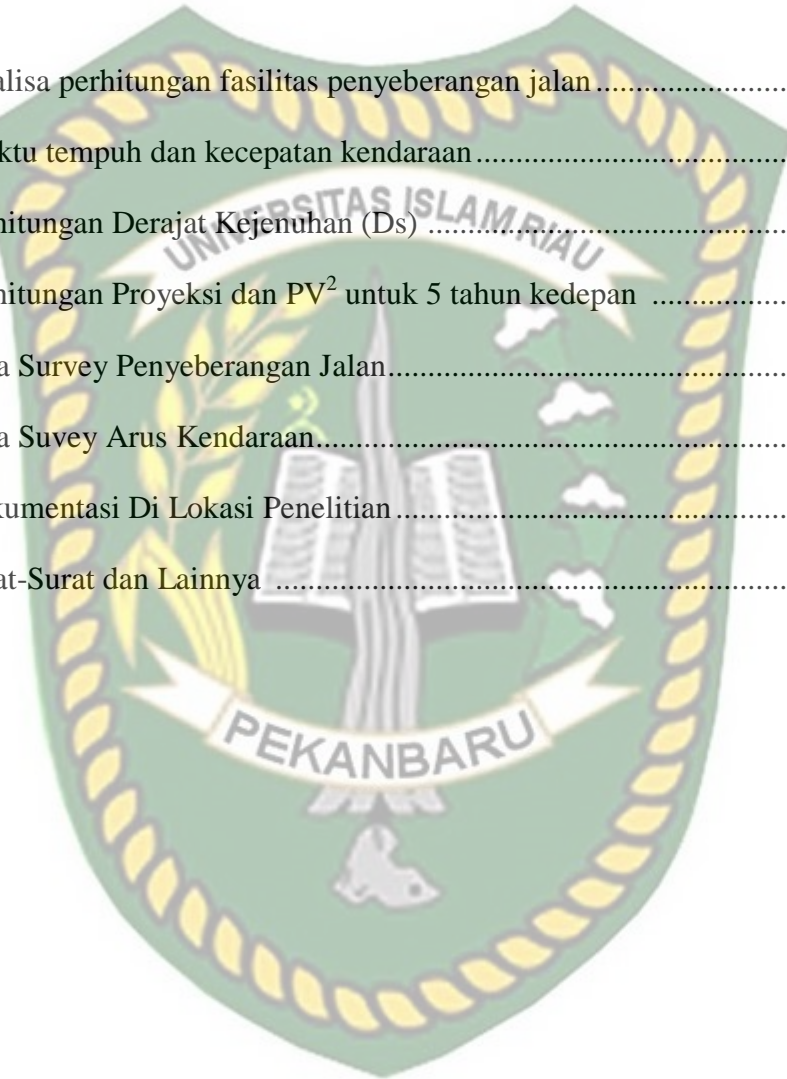 alisa perhitungan fasilitas penyeberangan jalan.....................
ktu tempuh dan kecepatan kendaraan.....................................
UNIVERSITAS ISLAM RIAU
hitungan Derajat Kejenuhan (Ds) ..........................................
hitungan Proyeksi dan PV² untuk 5 tahun kedepan ...............
a Survey Penyeberangan Jalan................................................
a Suvey Arus Kendaraan.........................................................
kumentasi Di Lokasi Penelitian...............................................
at-Surat dan Lainnya ..............................................................
PEKANBARU